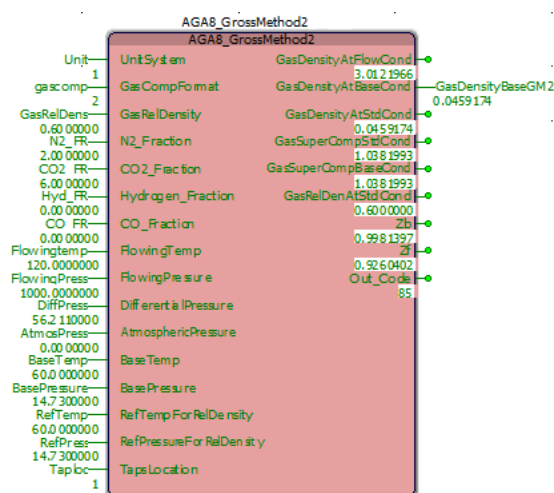 AGA8_GrossMethod2
AGA8_GrossMethod2
Unit UnitSystem GasDensityAtFlowCond
1 3.0121966
gascomp GasCompFormat GasDensityAtBaseCond GasDensityBaseGM2
2 0.0459174
GasRelDens GasRelDensity GasDensityAtStdCond
0.6000000 0.0459174
N2_FR N2_Fraction GasSuperCompStdCond
2.0000000 1.0381993
CO2_FR CO2_Fraction GasSuperCompBaseCond
6.0000000 1.0381993
Hyd_FR Hydrogen_Fraction GasRelDenAtStdCond
0.0000000 0.6000000
CO_FR CO_Fraction Zb
0.0000000 0.9981397
Flowingtemp FlowingTemp Zf
120.0000000 0.9260402
FlowingPress FlowingPressure Out_Code
1000.0000000 85
DiffPress DifferentialPressure
56.2110000
AtmosPress AtmosphericPressure
0.0000000
BaseTemp BaseTemp
60.0000000
BasePressure BasePressure
14.7300000
RefTemp RefTempForRelDensity
60.0000000
RefPress RefPressureForRelDensity
14.7300000
Taploc TapsLocation
1